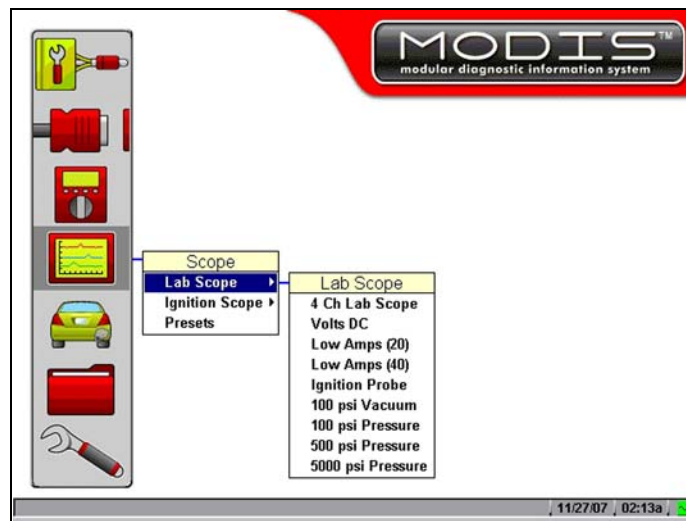 MODIS™
modular diagnostic information system
Scope
Lab Scope
Ignition Scope
Presets
Lab Scope
4 Ch Lab Scope
Volts DC
Low Amps (20)
Low Amps (40)
Ignition Probe
100 psi Vacuum
100 psi Pressure
500 psi Pressure
5000 psi Pressure
11/27/07 02:13a